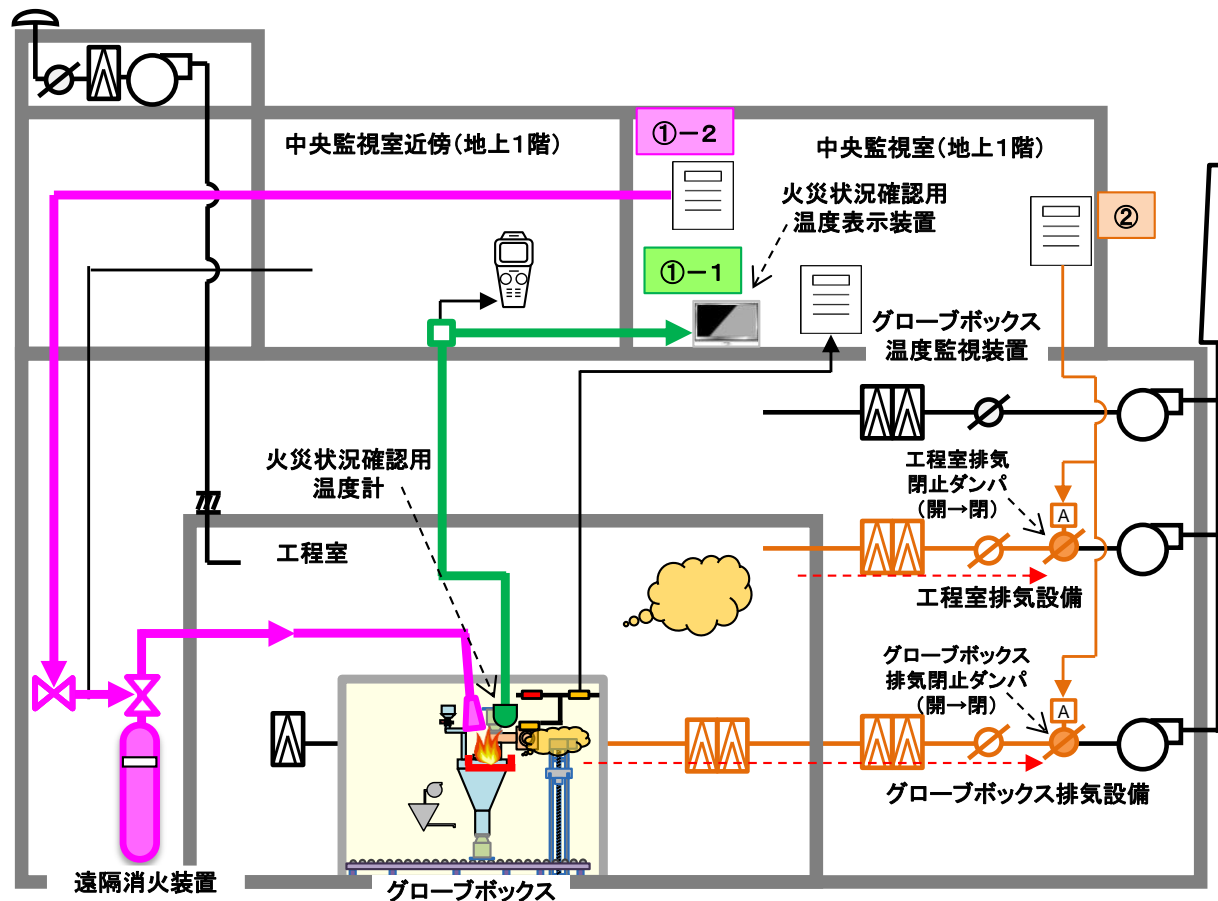 中央監視室近傍(地上1階)
①-2
中央監視室(地上1階)
火災状況確認用
温度表示装置
②
①-1
グローブボックス
温度監視装置
火災状況確認用
温度計
工程室排気
閉止ダンパ
(開→閉)
A
工程室
工程室排気設備
グローブボックス
排気閉止ダンパ
(開→閉)
A
グローブボックス排気設備
遠隔消火装置
グローブボックス